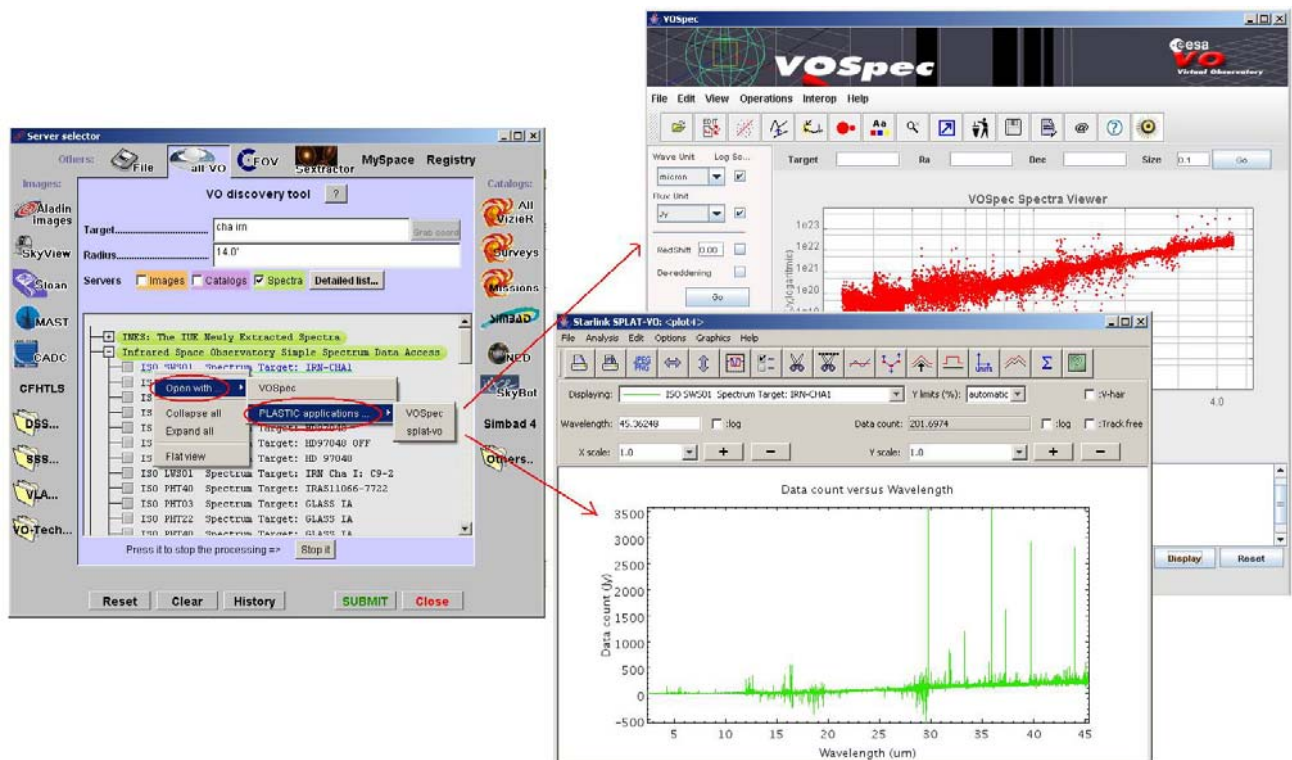 VOSpec
esa
VO
Virtual Observatory
VOSpec
File Edit View Operations Interop Help
EDIT
Aa
@
?
Wave Unit Log Sc...
micron
Flux Unit
Jy
RedShift 0.00
De-reddening
Go
Target Ra Dec Size 0.1 Go
VOSpec Spectra Viewer
1e23
1e22
1e21
1e20
4.0
Display Reset
Server selector
Others: File all VO FOV Sextractor MySpace Registry
Images:
Aladin images
SkyView
Sloan
MAST
CADC
CFHTLS
DSS...
SSS...
VLA...
VO-Tech...
Catalogs:
All VizieR
Surveys
Missions
SIMBAD
NED
SkyBot
Simbad 4
Others..
VO discovery tool ?
Target cha irn Grab coord
Radius 14.0'
Servers Images Catalogs Spectra Detailed list...
INES: The IUE Newly Extracted Spectra
Infrared Space Observatory Simple Spectrum Data Access
ISO SWS01 Spectrum Target: IRN-CHA1
Open with ...
VOSpec
Collapse all
PLASTIC applications ...
VOSpec
Expand all
splat-vo
Flat view
Target: HD97048
Target: HD97048 OFF
Target: HD 97048
ISO LWS01 Spectrum Target: IRN Cha I: C9-2
ISO PHT40 Spectrum Target: IRAS11066-7722
ISO PHT03 Spectrum Target: GLASS IA
ISO PHT22 Spectrum Target: GLASS IA
ISO PHT40 Spectrum Target: GLASS IA
Press it to stop the processing => Stop it
Reset Clear History SUBMIT Close
Starlink SPLAT-VO: <plot4>
File Analysis Edit Options Graphics Help
Displaying: ISO SWS01 Spectrum Target: IRN-CHA1 Y limits (%): automatic :V-hair
Wavelength: 45.36248 :log Data count: 201.6974 :log :Track free
X scale: 1.0 + − Y scale: 1.0 + −
Data count versus Wavelength
Data count (Jy)
3500
3000
2500
2000
1500
1000
500
0
-500
5 10 15 20 25 30 35 40 45
Wavelength (um)